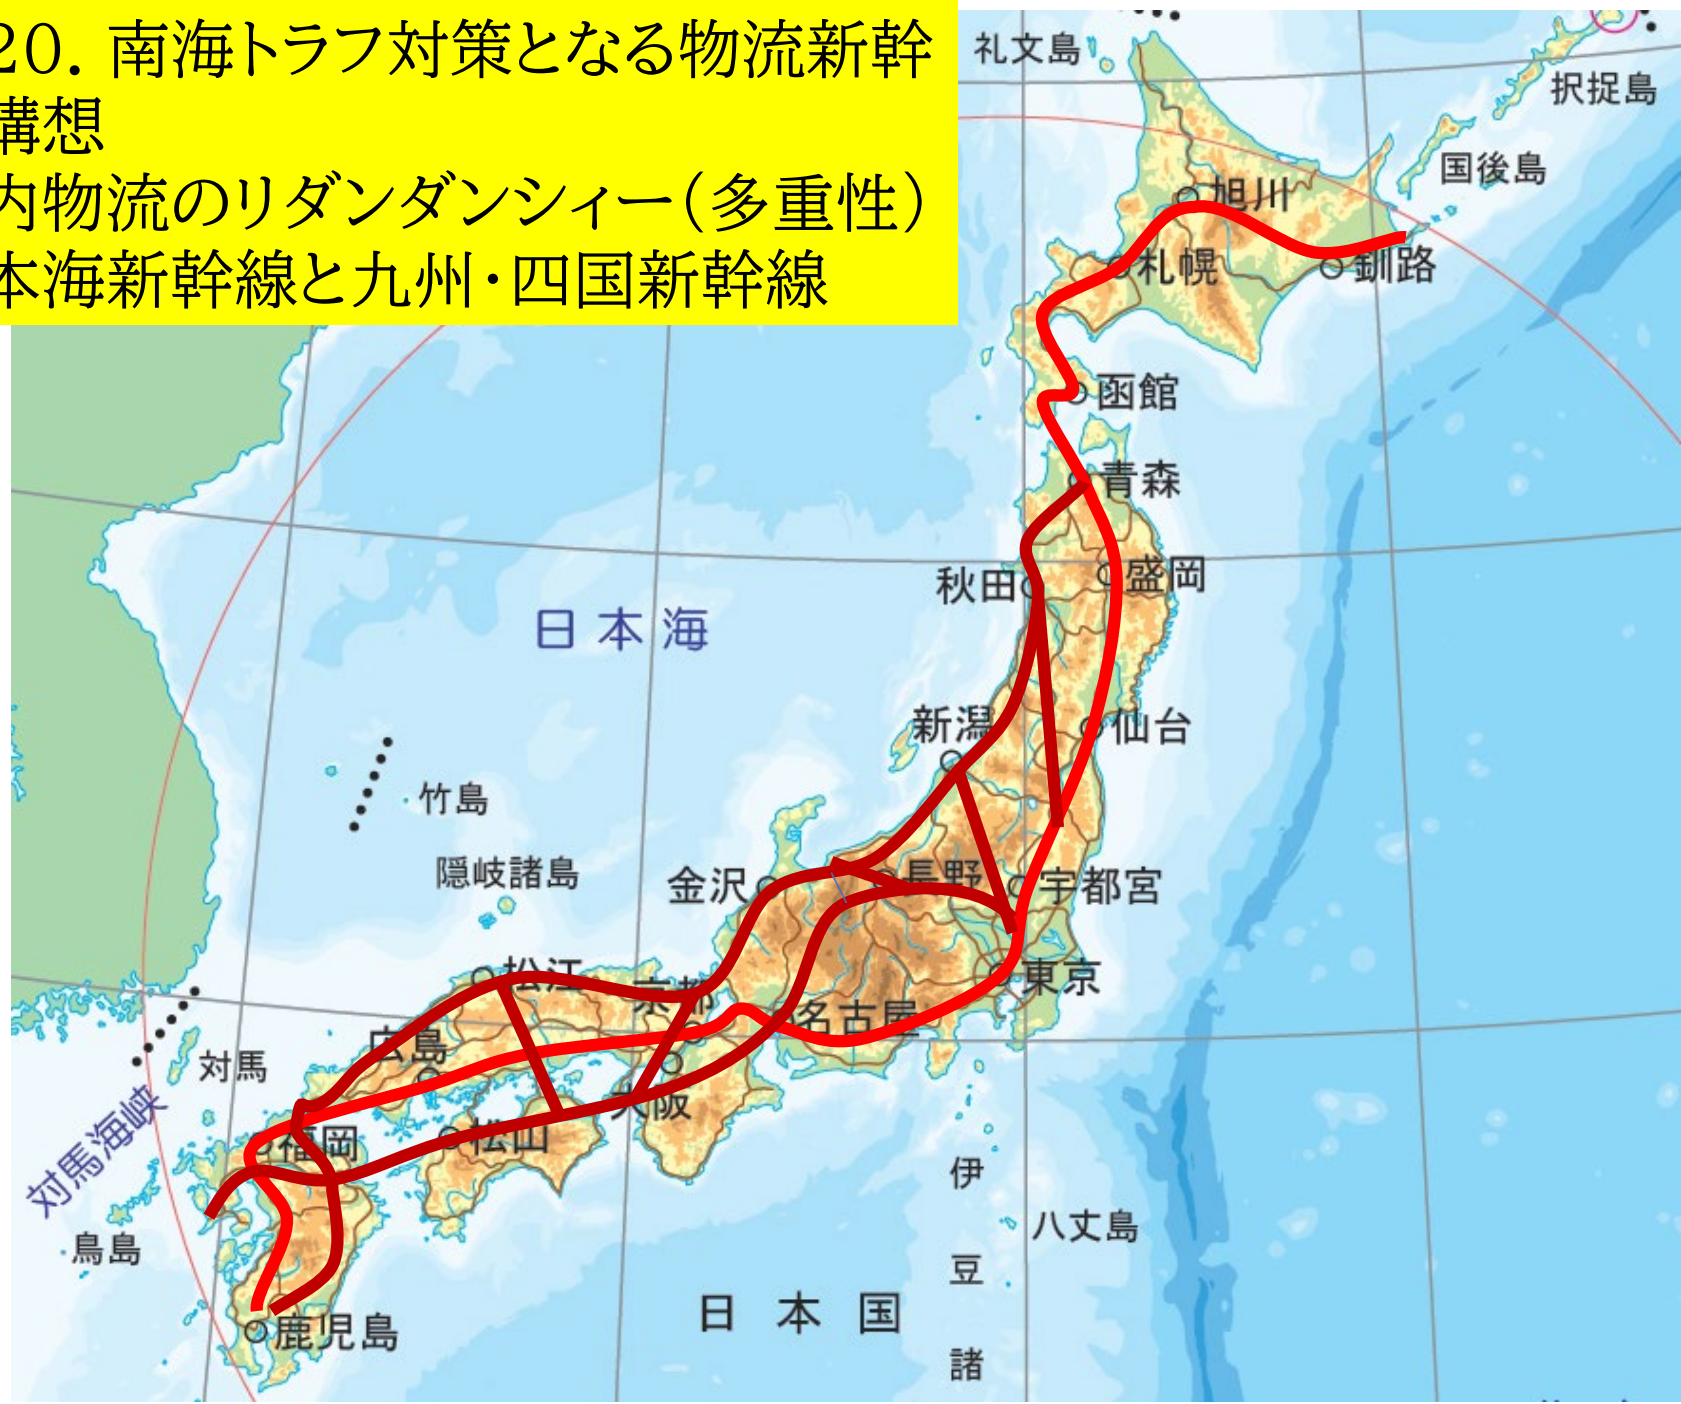 20. 南海トラフ対策となる物流新幹
構想
内物流のリダンダンシィー（多重性）
本海新幹線と九州・四国新幹線
礼文島
択捉島
国後島
旭川
札幌
釧路
函館
青森
秋田
盛岡
日本海
新潟
仙台
竹島
隠岐諸島
金沢
長野
宇都宮
松江
京都
東京
名古屋
広島
対馬
大阪
対馬海峡
福岡
松山
伊
豆
諸
八丈島
鳥島
日本国
鹿児島